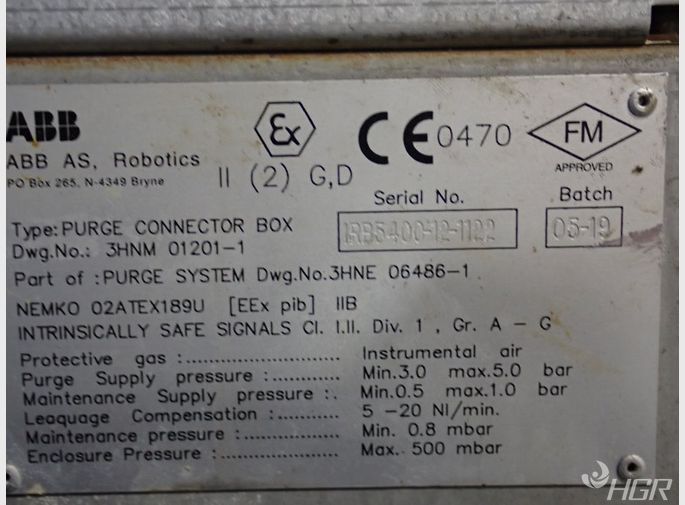 ABB
Ex
CE 0470
FM
APPROVED
ABB AS, Robotics
PO Box 265, N-4349 Bryne
II (2) G,D
Serial No.
Batch
Type: PURGE CONNECTOR BOX
IRB5400-12-1122
05-19
Dwg.No.: 3HNM 01201-1
Part of :PURGE SYSTEM Dwg.No.3HNE 06486-1
NEMKO 02ATEX189U [EEx pib] IIB
INTRINSICALLY SAFE SIGNALS Cl. I.II. Div. 1 , Gr. A - G
Protective gas :........................ Instrumental air
Purge Supply pressure :............. Min.3.0 max.5.0 bar
Maintenance Supply pressure :. Min.0.5 max.1.0 bar
Leaquage Compensation :........... 5 -20 Nl/min.
Maintenance pressure :............... Min. 0.8 mbar
Enclosure Pressure :.................... Max. 500 mbar
HGR